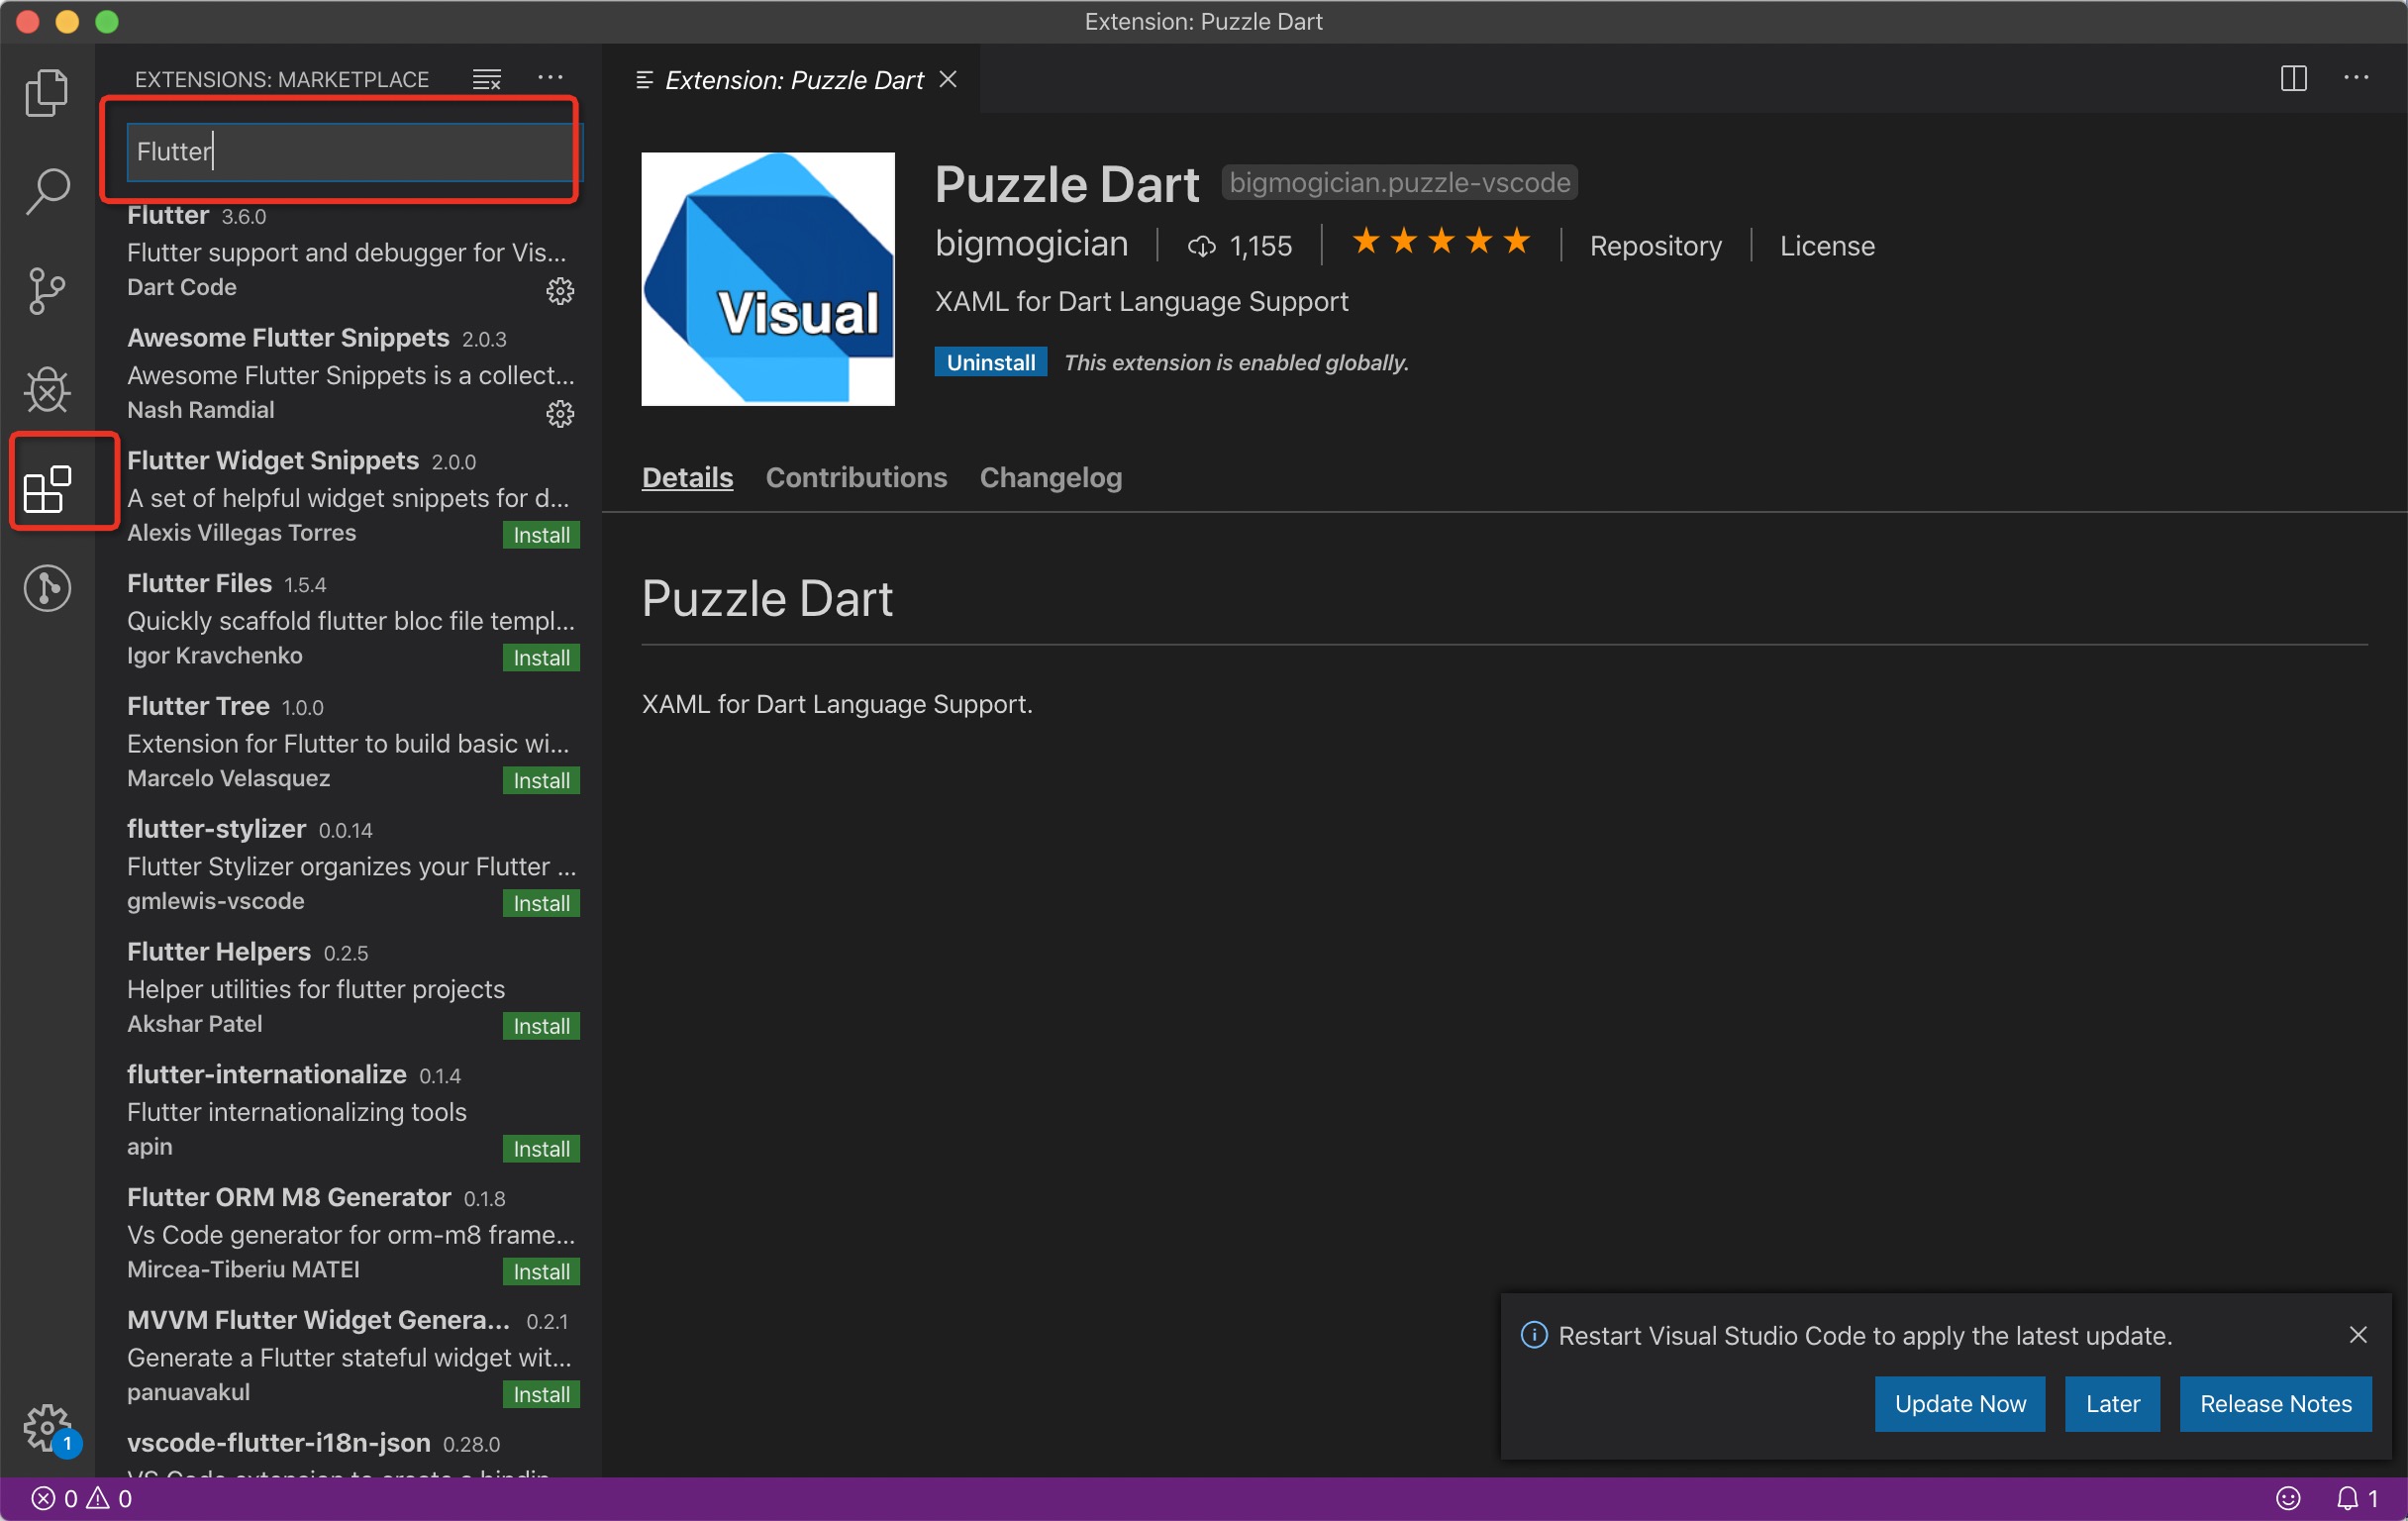 Extension: Puzzle Dart
EXTENSIONS: MARKETPLACE
Flutter
Flutter 3.6.0
Flutter support and debugger for Vis...
Dart Code
Awesome Flutter Snippets 2.0.3
Awesome Flutter Snippets is a collect...
Nash Ramdial
Flutter Widget Snippets 2.0.0
A set of helpful widget snippets for d...
Alexis Villegas Torres Install
Flutter Files 1.5.4
Quickly scaffold flutter bloc file templ...
Igor Kravchenko Install
Flutter Tree 1.0.0
Extension for Flutter to build basic wi...
Marcelo Velasquez Install
flutter-stylizer 0.0.14
Flutter Stylizer organizes your Flutter ...
gmlewis-vscode Install
Flutter Helpers 0.2.5
Helper utilities for flutter projects
Akshar Patel Install
flutter-internationalize 0.1.4
Flutter internationalizing tools
apin Install
Flutter ORM M8 Generator 0.1.8
Vs Code generator for orm-m8 frame...
Mircea-Tiberiu MATEI Install
MVVM Flutter Widget Genera... 0.2.1
Generate a Flutter stateful widget wit...
panuavakul Install
vscode-flutter-i18n-json 0.28.0
VS Code extension to create a bindin
Extension: Puzzle Dart
Visual
Puzzle Dart bigmogician.puzzle-vscode
bigmogician 1,155 Repository License
XAML for Dart Language Support
Uninstall This extension is enabled globally.
Details Contributions Changelog
Puzzle Dart
XAML for Dart Language Support.
Restart Visual Studio Code to apply the latest update.
Update Now Later Release Notes
1
0 0
1